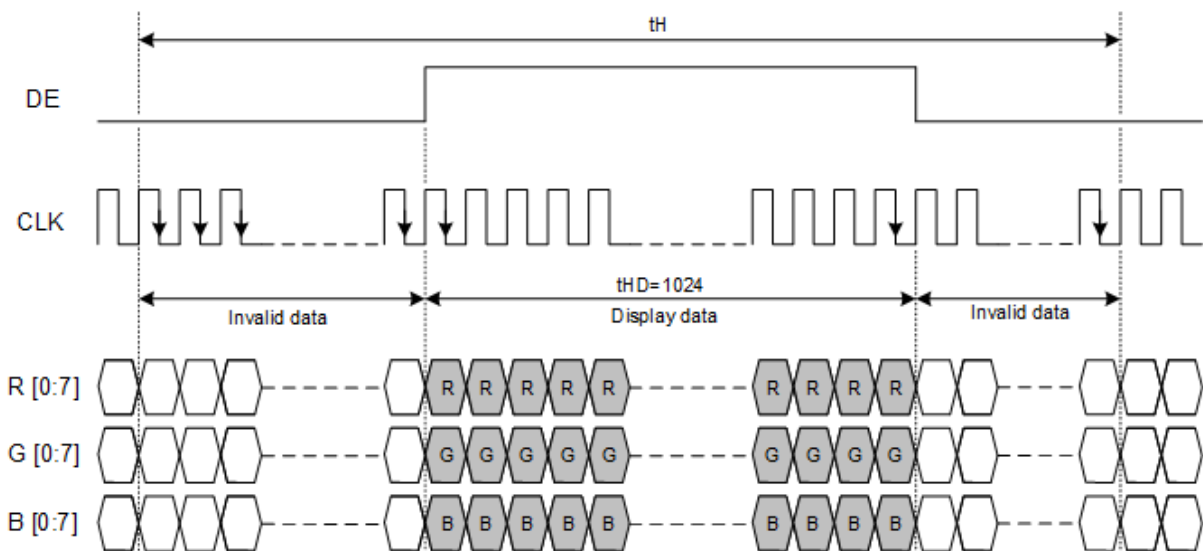 tH
DE
CLK
tHD=1024
Invalid data Display data Invalid data
R [0:7] R R R R R R R R R
G [0:7] G G G G G G G G G
B [0:7] B B B B B B B B B